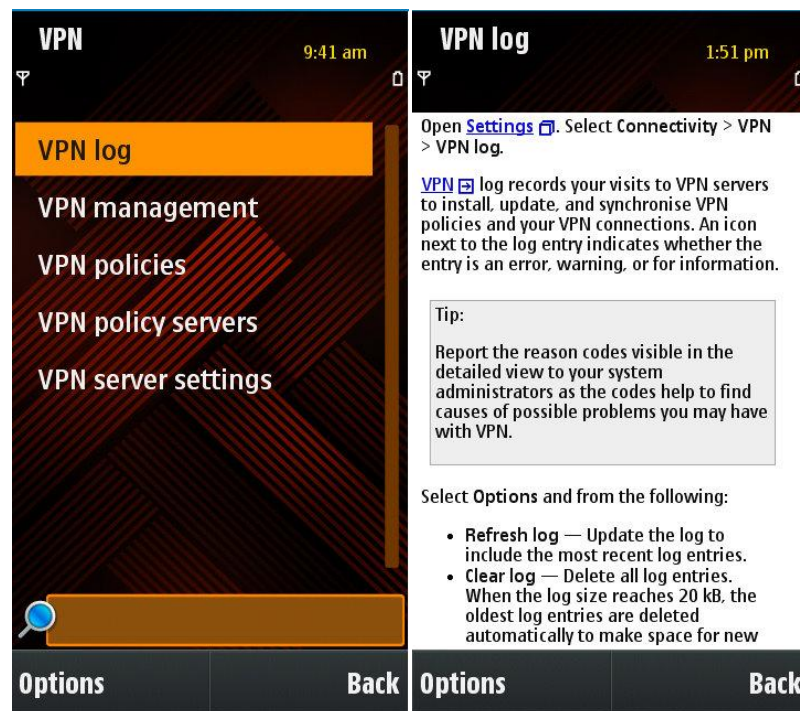 VPN
9:41 am
VPN log
VPN management
VPN policies
VPN policy servers
VPN server settings
Options
Back
VPN log
1:51 pm
Open Settings. Select Connectivity > VPN
> VPN log.
VPN log records your visits to VPN servers
to install, update, and synchronise VPN
policies and your VPN connections. An icon
next to the log entry indicates whether the
entry is an error, warning, or for information.
Tip:
Report the reason codes visible in the
detailed view to your system
administrators as the codes help to find
causes of possible problems you may have
with VPN.
Select Options and from the following:
• Refresh log — Update the log to
include the most recent log entries.
• Clear log — Delete all log entries.
When the log size reaches 20 kB, the
oldest log entries are deleted
automatically to make space for new
Options
Back